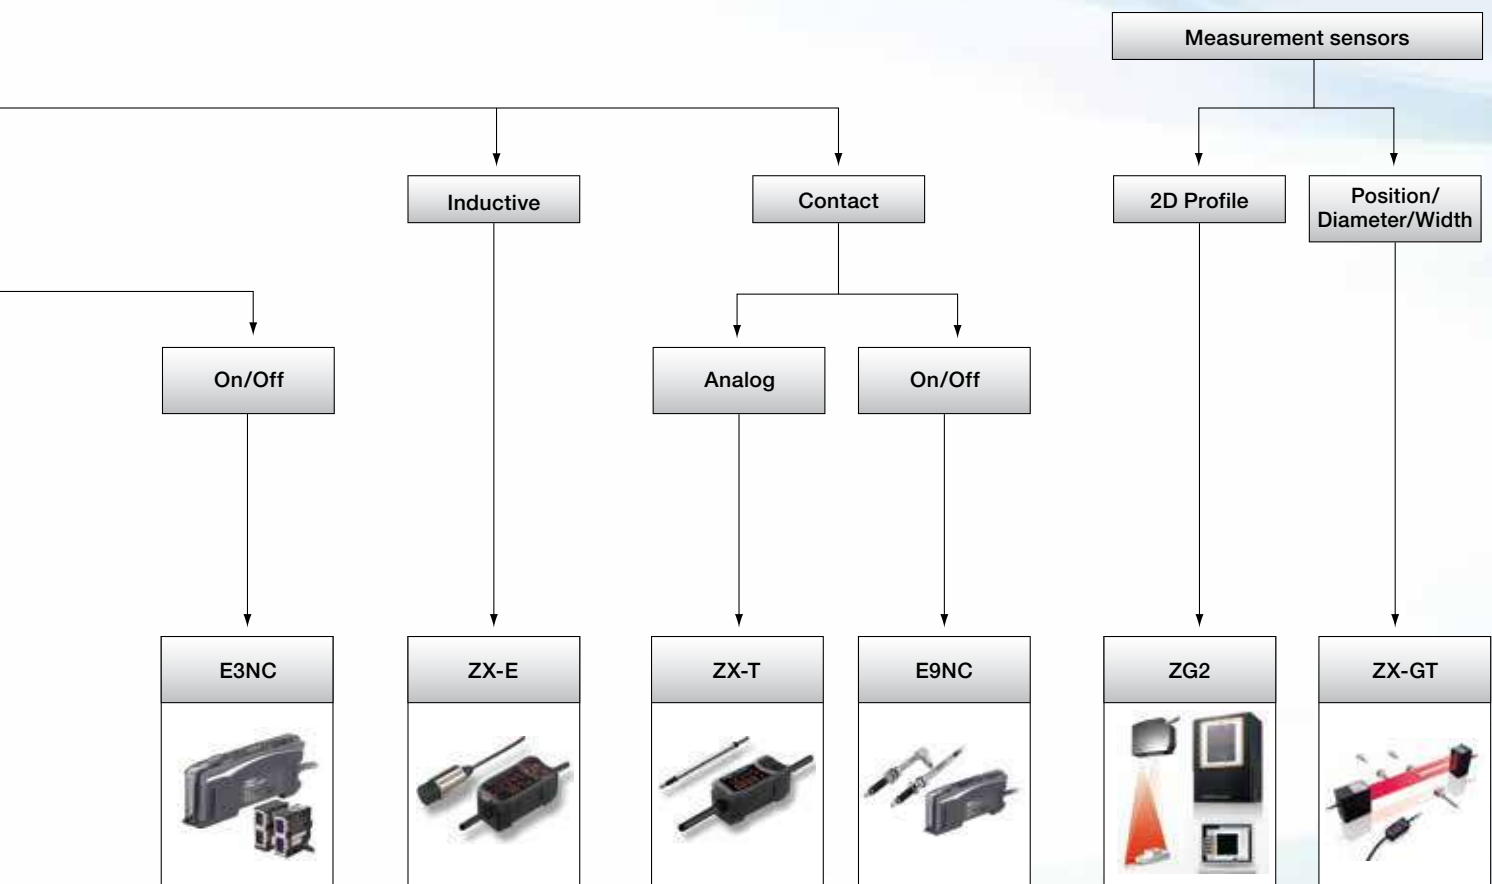 Measurement sensors
Inductive
Contact
2D Profile
Position/
Diameter/Width
On/Off
Analog
On/Off
E3NC
ZX-E
ZX-T
E9NC
ZG2
ZX-GT